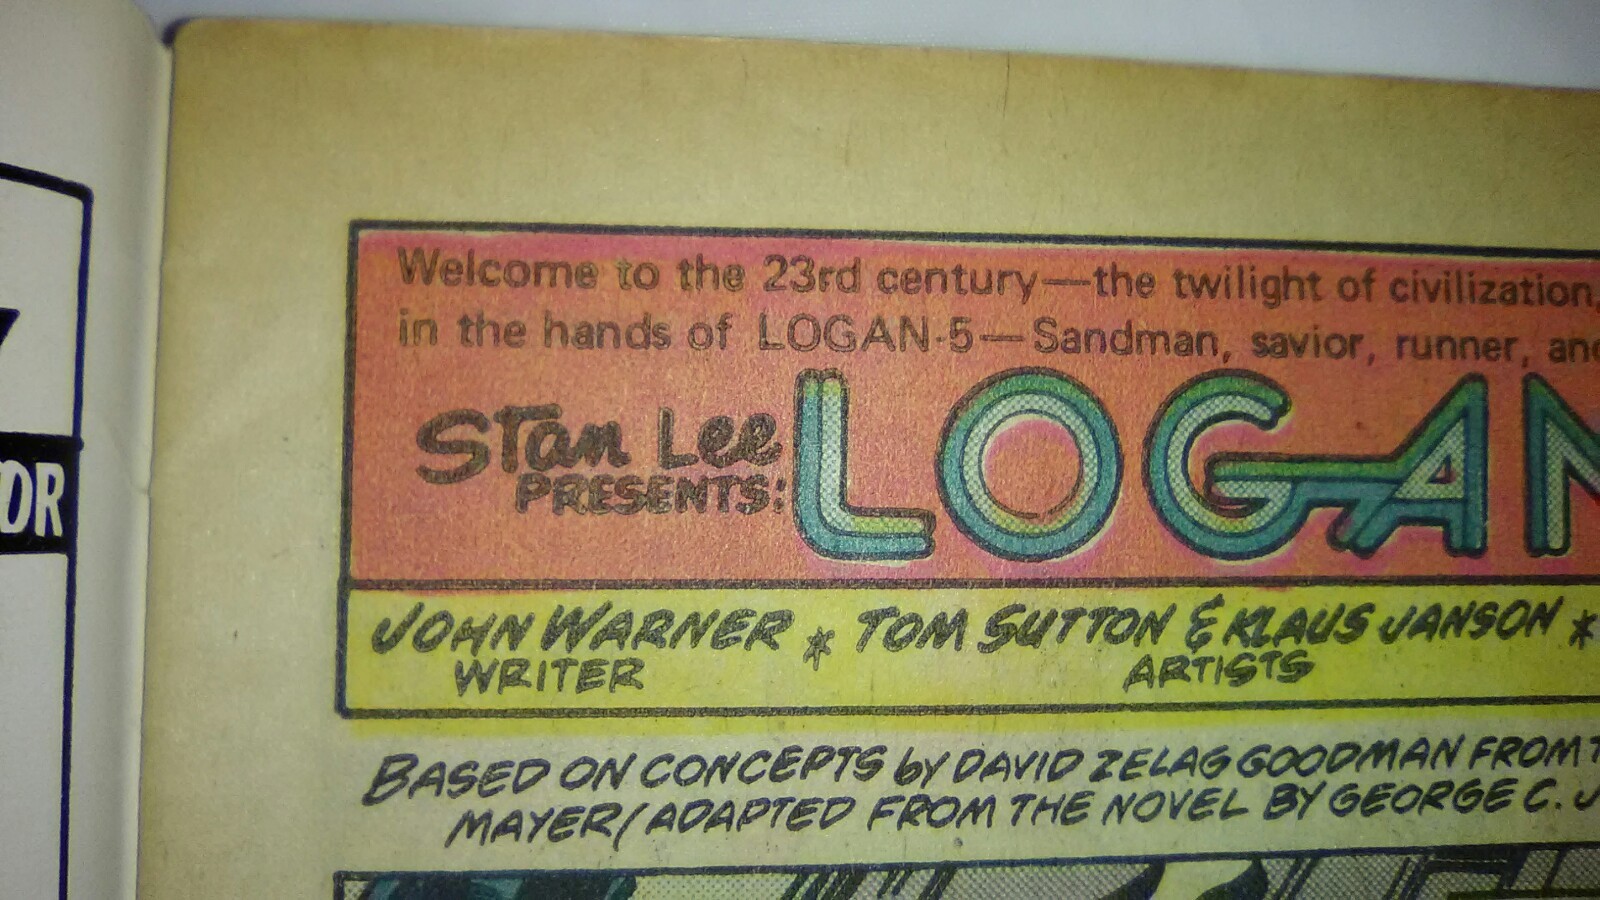 DR
Welcome to the 23rd century—the twilight of civilization,
in the hands of LOGAN·5—Sandman, savior, runner, and
Stan Lee
PRESENTS:
LOGAN
JOHN WARNER * TOM SUTTON & KLAUS JANSON *
WRITER ARTISTS
BASED ON CONCEPTS by DAVID ZELAG GOODMAN FROM
MAYER/ADAPTED FROM THE NOVEL BY GEORGE C.